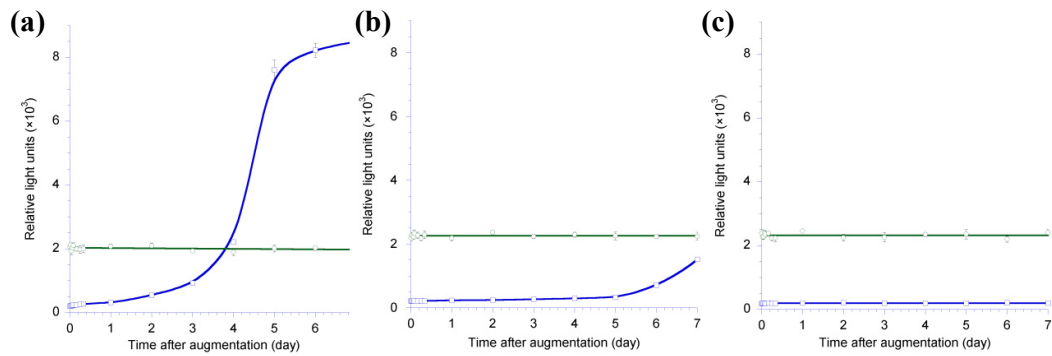 (a)
Relative light units (×10³)
8
6
4
2
0
0 1 2 3 4 5 6
Time after augmentation (day)
(b)
Relative light units (×10³)
8
6
4
2
0
0 1 2 3 4 5 6 7
Time after augmentation (day)
(c)
Relative light units (×10³)
8
6
4
2
0
0 1 2 3 4 5 6 7
Time after augmentation (day)